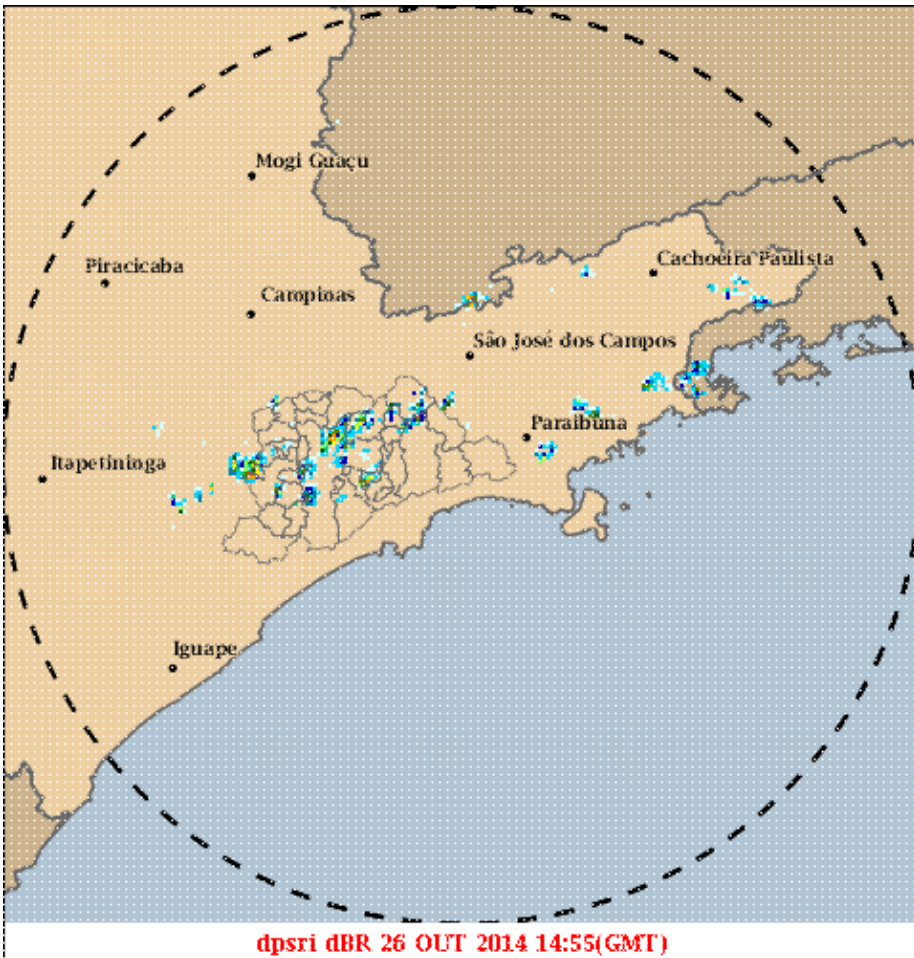 Mogi Guaçu
Piracicaba
Cachoeira Paulista
Campinas
São José dos Campos
Paraibuna
Itapetininga
Iguape
dpsri dBR 26 OUT 2014 14:55(GMT)